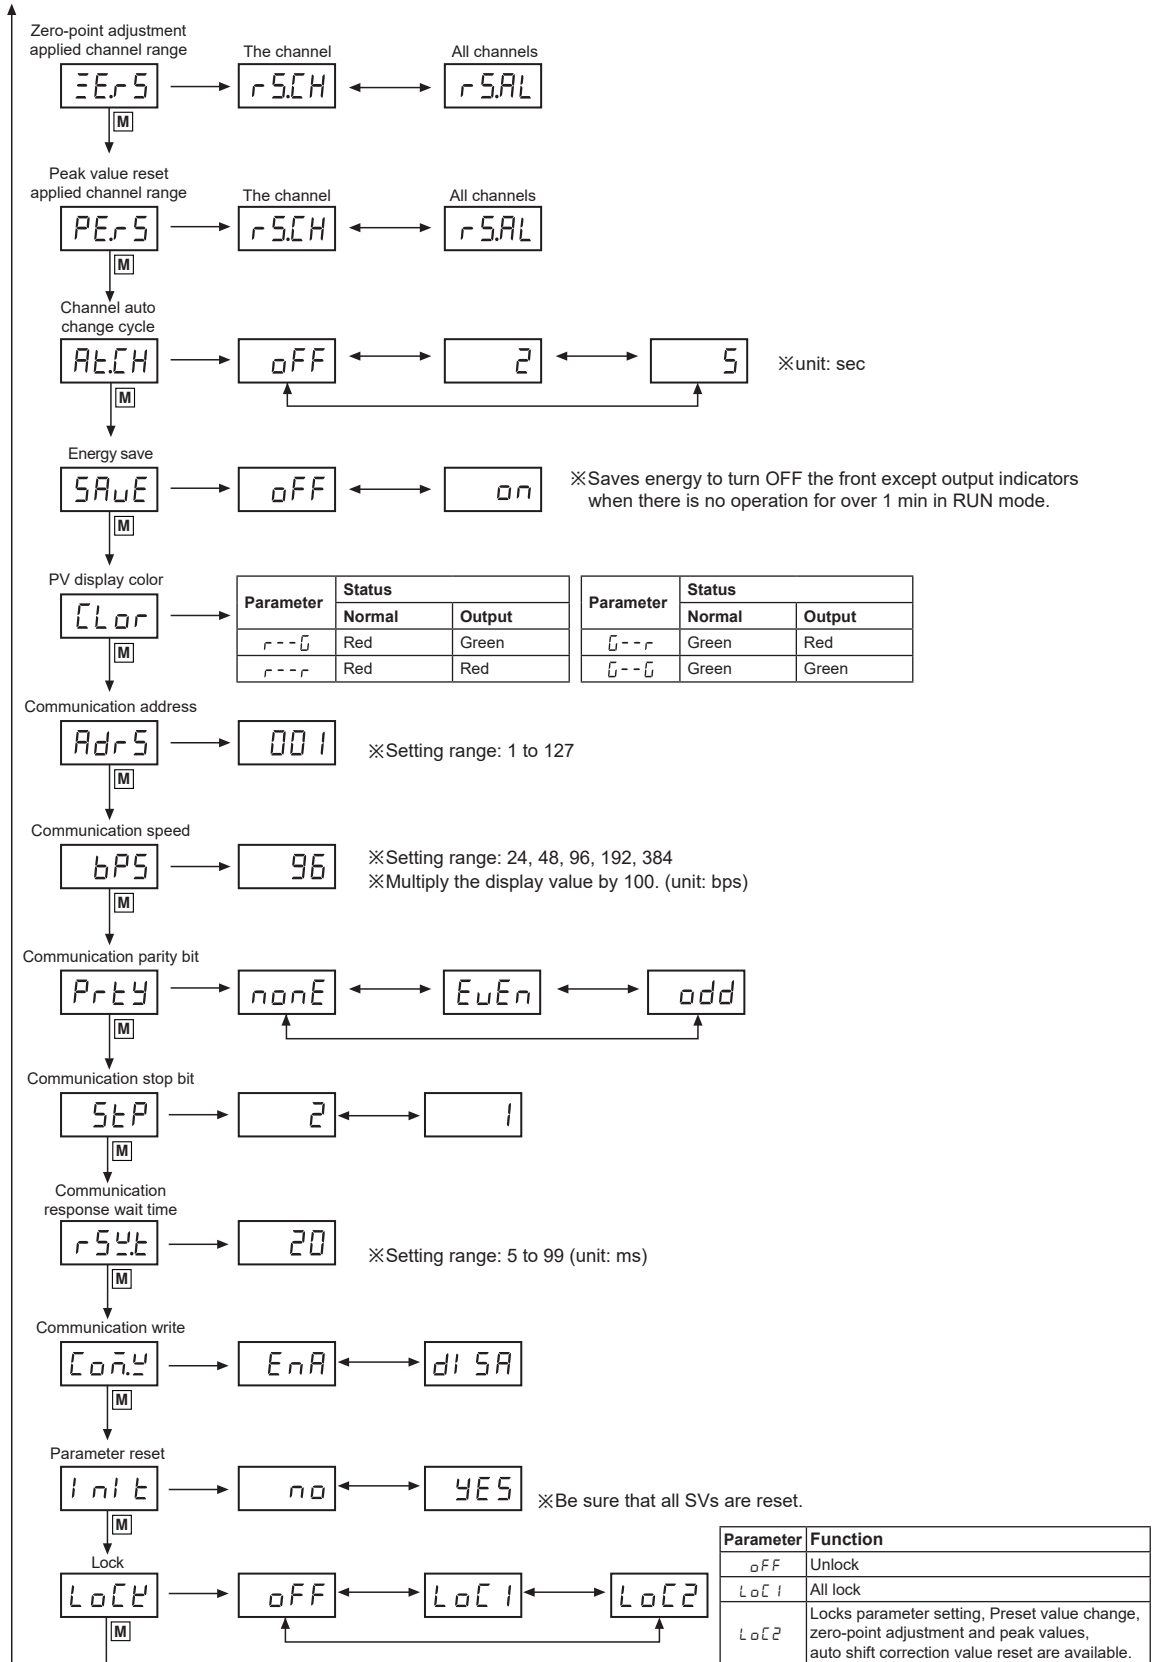 Zero-point adjustment
applied channel range
The channel
All channels
ZE.rS
rS.CH
rS.AL
M
Peak value reset
applied channel range
The channel
All channels
PE.rS
rS.CH
rS.AL
M
Channel auto
change cycle
At.CH
oFF
2
5
※unit: sec
M
Energy save
SAvE
oFF
on
※Saves energy to turn OFF the front except output indicators
when there is no operation for over 1 min in RUN mode.
M
PV display color
CLor
M
Parameter Status
Normal Output
r--G Red Green
r--r Red Red
Parameter Status
Normal Output
G--r Green Red
G--G Green Green
Communication address
AdrS
001
※Setting range: 1 to 127
M
Communication speed
bPS
96
※Setting range: 24, 48, 96, 192, 384
※Multiply the display value by 100. (unit: bps)
M
Communication parity bit
PrtY
nonE
EvEn
odd
M
Communication stop bit
StP
2
1
M
Communication
response wait time
rSW.t
20
※Setting range: 5 to 99 (unit: ms)
M
Communication write
CoM.W
EnA
dISA
M
Parameter reset
InIt
no
YES
※Be sure that all SVs are reset.
M
Lock
LoCK
oFF
LoC1
LoC2
M
Parameter Function
oFF Unlock
LoC1 All lock
LoC2 Locks parameter setting, Preset value change,
zero-point adjustment and peak values,
auto shift correction value reset are available.